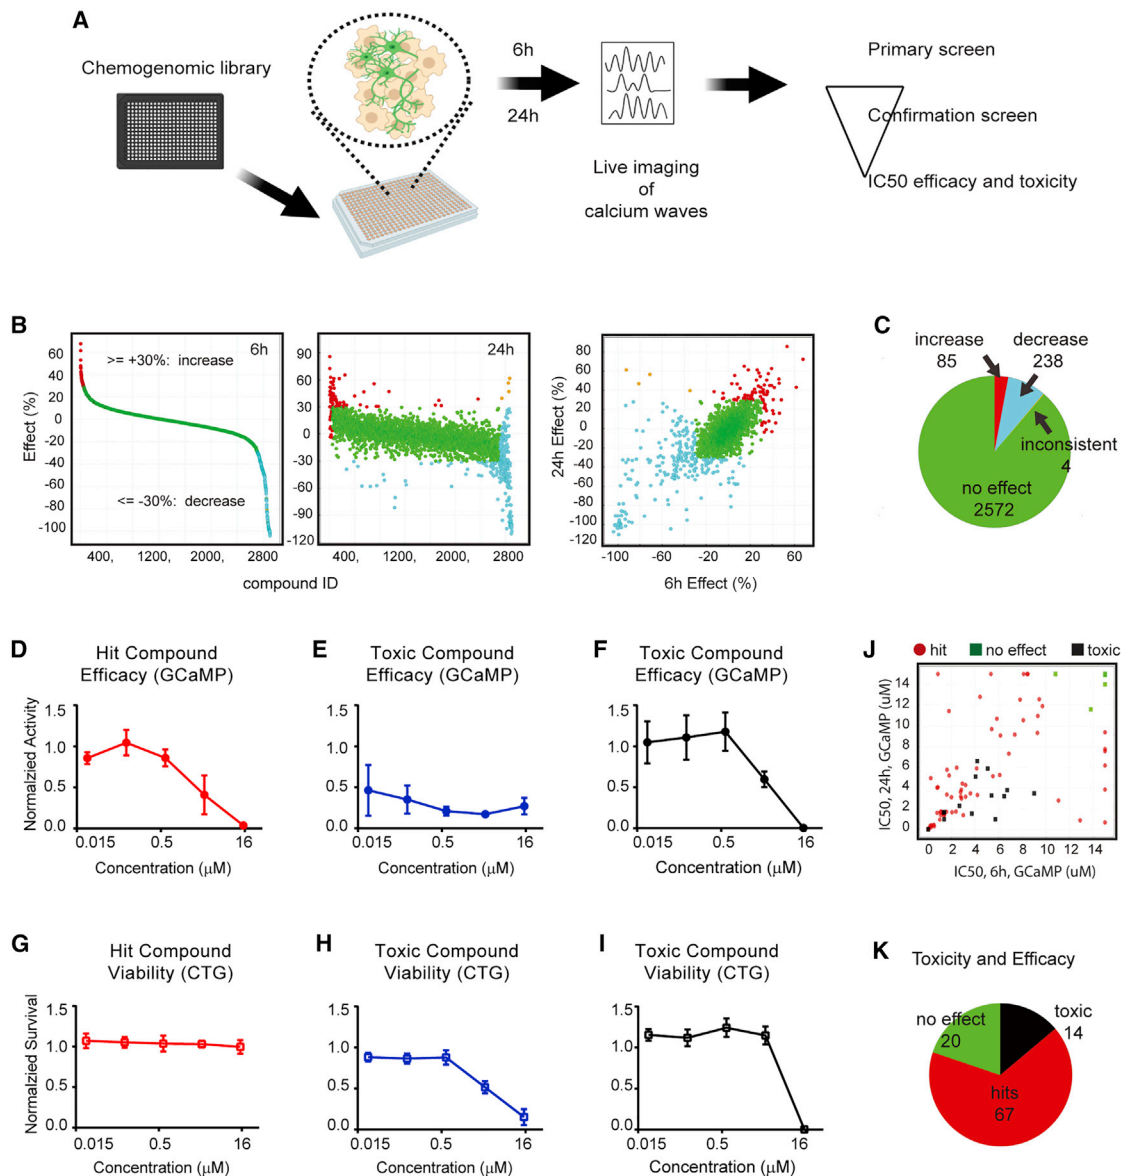 A
Chemogenomic library
6h
24h
Live imaging
of
calcium waves
Primary screen
Confirmation screen
IC50 efficacy and toxicity
B
Effect (%)
60
40
20
0
-20
-40
60
80
-100
>= +30%: increase
6h
<= -30%: decrease
400,
1200,
2000,
2800
90
60
30
0
-30
-60
-90
-120
24h
400,
1200,
2000,
2800
compound ID
24h Effect (%)
80
60
40
20
0
-20
-40
-60
-80
-100
-120
-100
-60
-20
20
60
6h Effect (%)
C
increase
85
decrease
238
inconsistent
4
no effect
2572
D
Hit Compound
Efficacy (GCaMP)
Normalzied Activity
1.5
1.0
0.5
0
0.015
0.5
16
Concentration (μM)
E
Toxic Compound
Efficacy (GCaMP)
1.5
1.0
0.5
0
0.015
0.5
16
Concentration (μM)
F
Toxic Compound
Efficacy (GCaMP)
1.5
1.0
0.5
0
0.015
0.5
16
Concentration (μM)
J
hit
no effect
toxic
IC50, 24h, GCaMP (uM)
14
12
10
8
6
4
2
0
0
2
4
6
8
10
12
14
IC50, 6h, GCaMP (uM)
G
Hit Compound
Viability (CTG)
Normalzied Survival
1.5
1.0
0.5
0.0
0.015
0.5
16
Concentration (μM)
H
Toxic Compound
Viability (CTG)
1.5
1.0
0.5
0.0
0.015
0.5
16
Concentration (μM)
I
Toxic Compound
Viability (CTG)
1.5
1.0
0.5
0.0
0.015
0.5
16
Concentration (μM)
K
Toxicity and Efficacy
no effect
20
toxic
14
hits
67